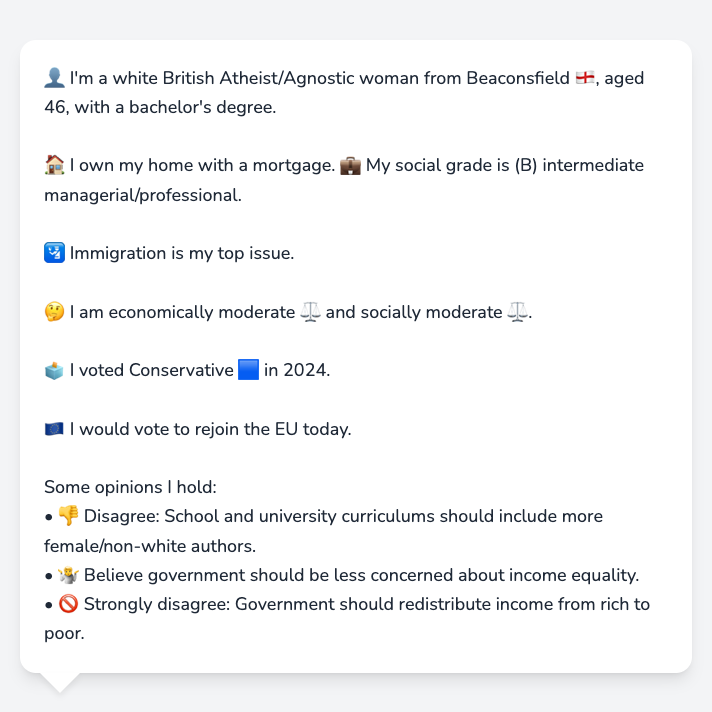 👤 I'm a white British Atheist/Agnostic woman from Beaconsfield 🏴󠁧󠁢󠁥󠁮󠁧󠁿, aged
46, with a bachelor's degree.
🏠 I own my home with a mortgage. 💼 My social grade is (B) intermediate
managerial/professional.
🛂 Immigration is my top issue.
🤔 I am economically moderate ⚖️ and socially moderate ⚖️.
🗳️ I voted Conservative 🟦 in 2024.
🇪🇺 I would vote to rejoin the EU today.
Some opinions I hold:
• 👎 Disagree: School and university curriculums should include more
female/non-white authors.
• 🤷 Believe government should be less concerned about income equality.
• 🚫 Strongly disagree: Government should redistribute income from rich to
poor.